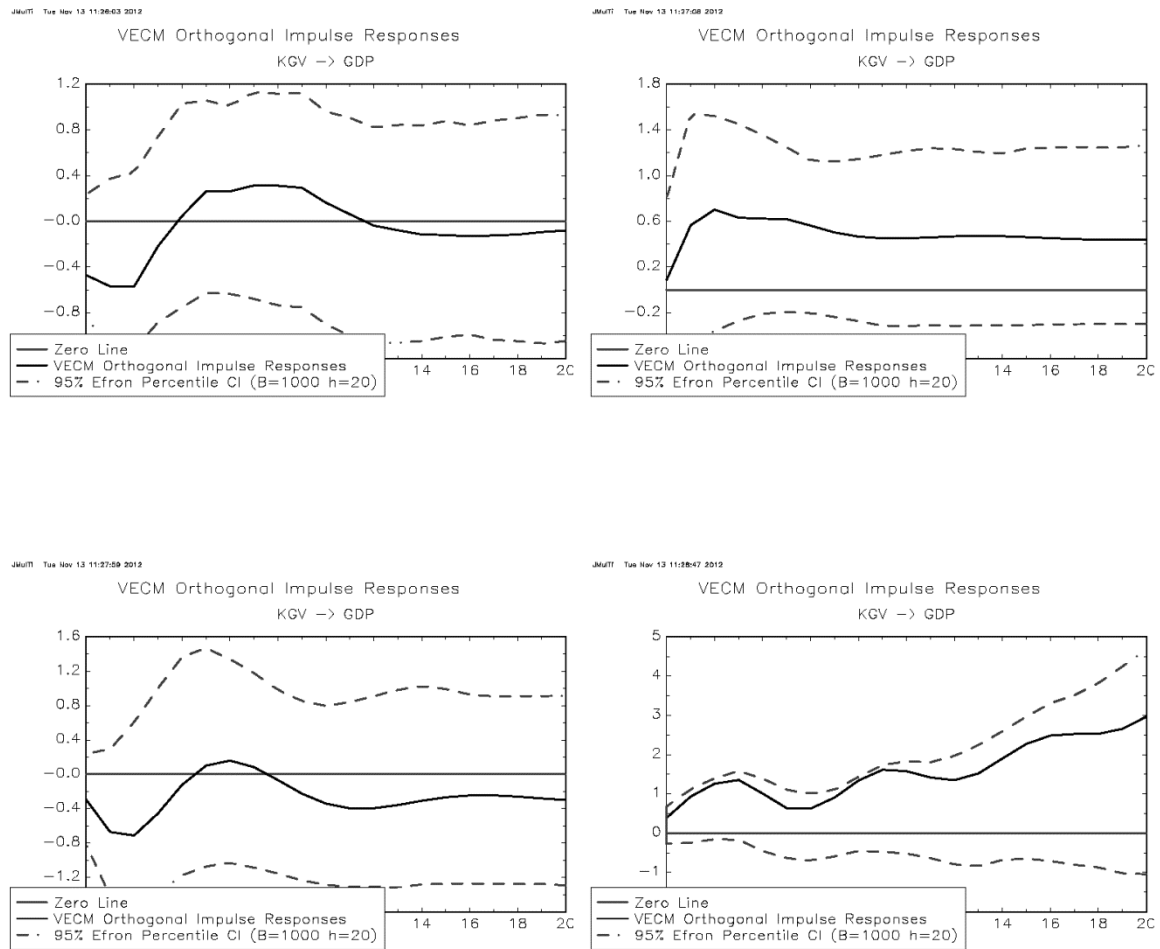 JMulTi Tue Nov 13 11:26:03 2012
VECM Orthogonal Impulse Responses
KGV -> GDP
1.2
0.8
0.4
-0.0
-0.4
-0.8
14 16 18 20
Zero Line
VECM Orthogonal Impulse Responses
95% Efron Percentile CI (B=1000 h=20)
JMulTi Tue Nov 13 11:27:08 2012
VECM Orthogonal Impulse Responses
KGV -> GDP
1.8
1.4
1.0
0.6
0.2
-0.2
14 16 18 20
Zero Line
VECM Orthogonal Impulse Responses
95% Efron Percentile CI (B=1000 h=20)
JMulTi Tue Nov 13 11:27:59 2012
VECM Orthogonal Impulse Responses
KGV -> GDP
1.6
1.2
0.8
0.4
-0.0
-0.4
-0.8
-1.2
14 16 18 20
Zero Line
VECM Orthogonal Impulse Responses
95% Efron Percentile CI (B=1000 h=20)
JMulTi Tue Nov 13 11:28:47 2012
VECM Orthogonal Impulse Responses
KGV -> GDP
5
4
3
2
1
0
-1
14 16 18 20
Zero Line
VECM Orthogonal Impulse Responses
95% Efron Percentile CI (B=1000 h=20)